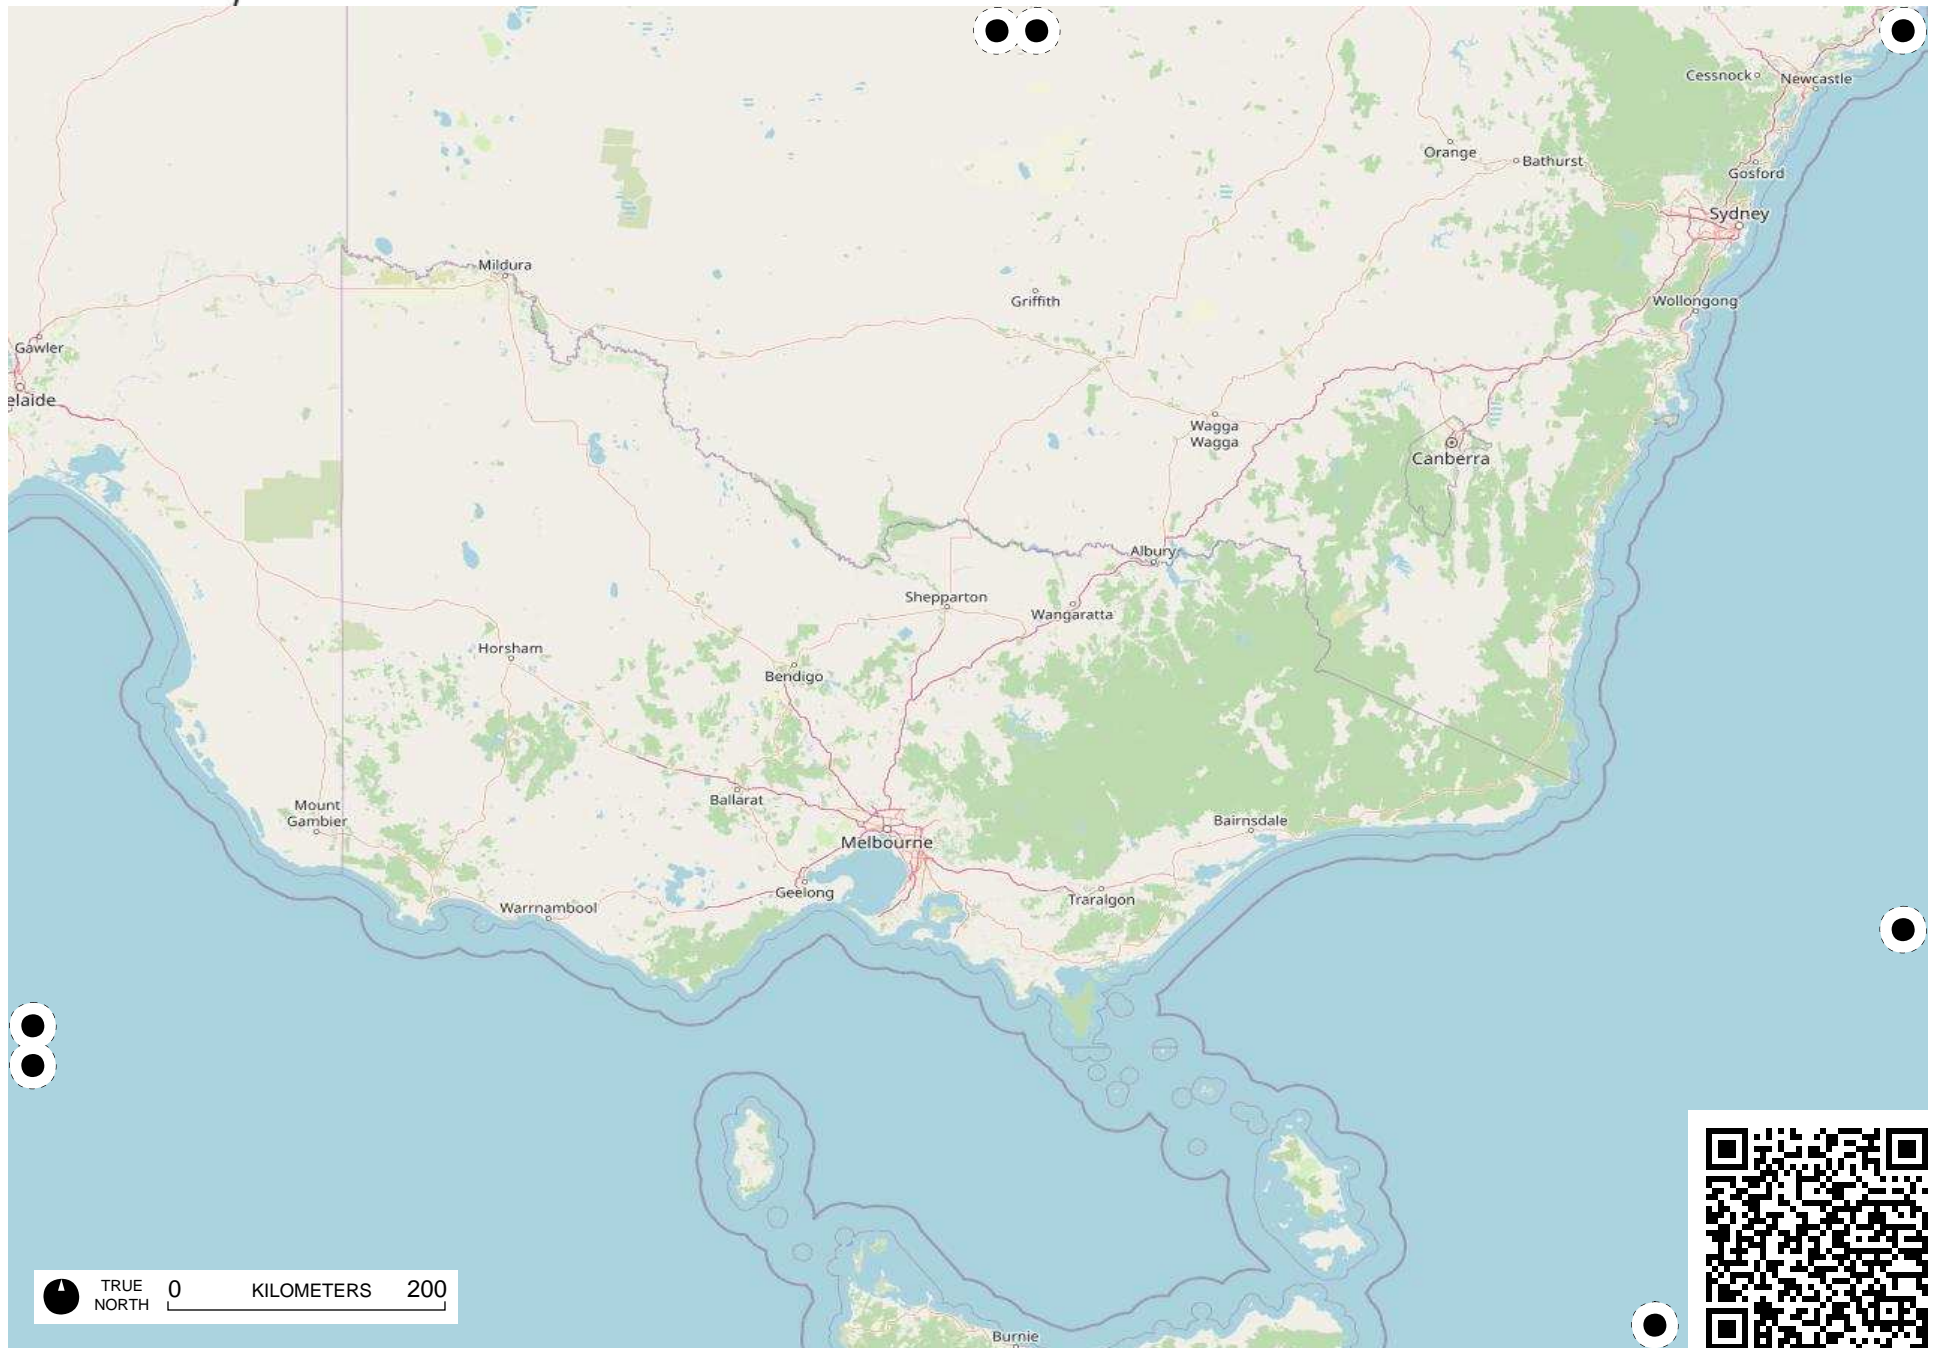 Cessnock
Newcastle
Orange
Bathurst
Gosford
Sydney
Mildura
Griffith
Wollongong
Gawler
elaide
Wagga
Wagga
Canberra
Albury
Shepparton
Wangaratta
Horsham
Bendigo
Mount
Gambier
Ballarat
Melbourne
Bairnsdale
Geelong
Traralgon
Warrnambool
TRUE
NORTH
0 KILOMETERS 200
Burnie